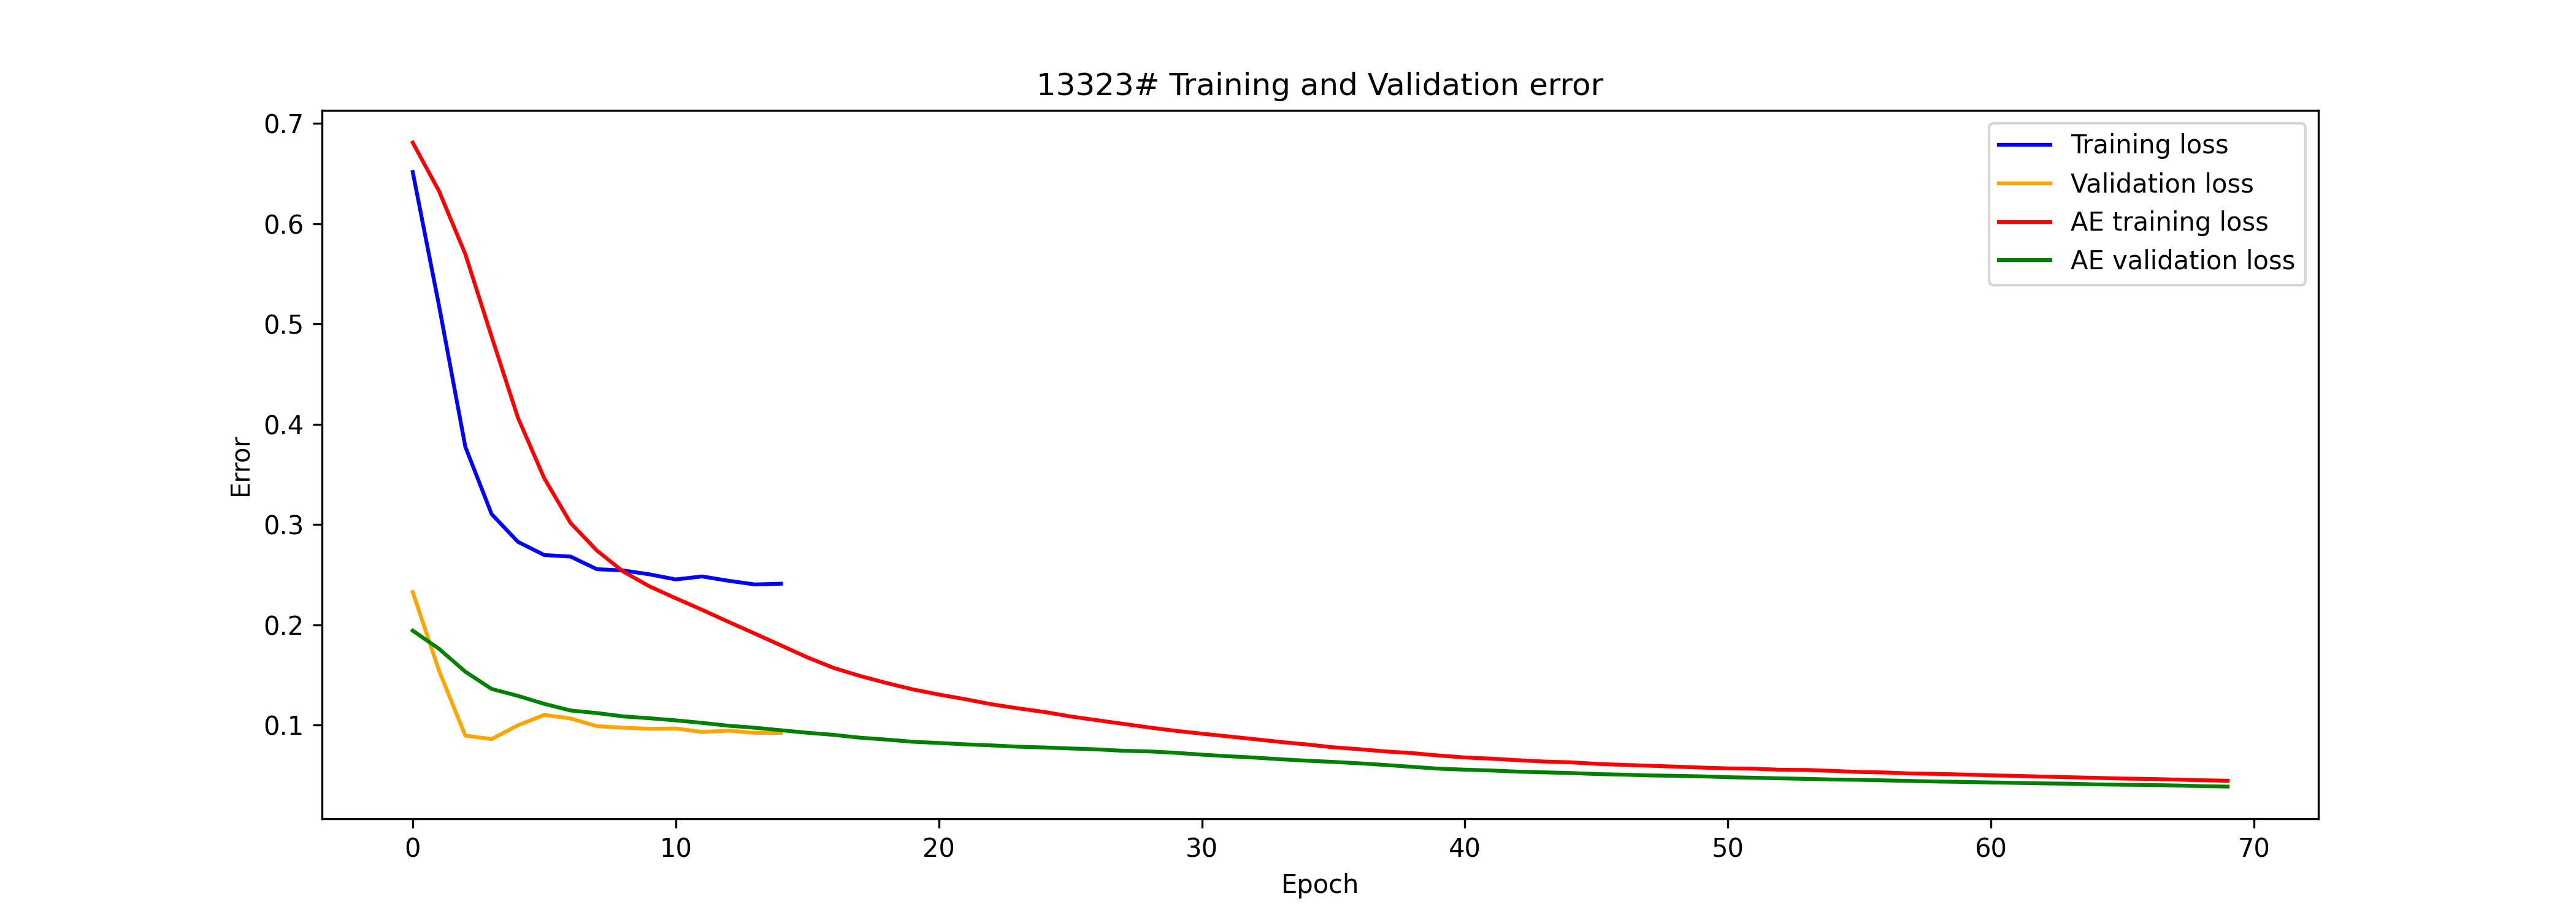 13323# Training and Validation error
0.7
0.6
0.5
0.4
0.3
0.2
0.1
Error
Training loss
Validation loss
AE training loss
AE validation loss
0 10 20 30 40 50 60 70
Epoch